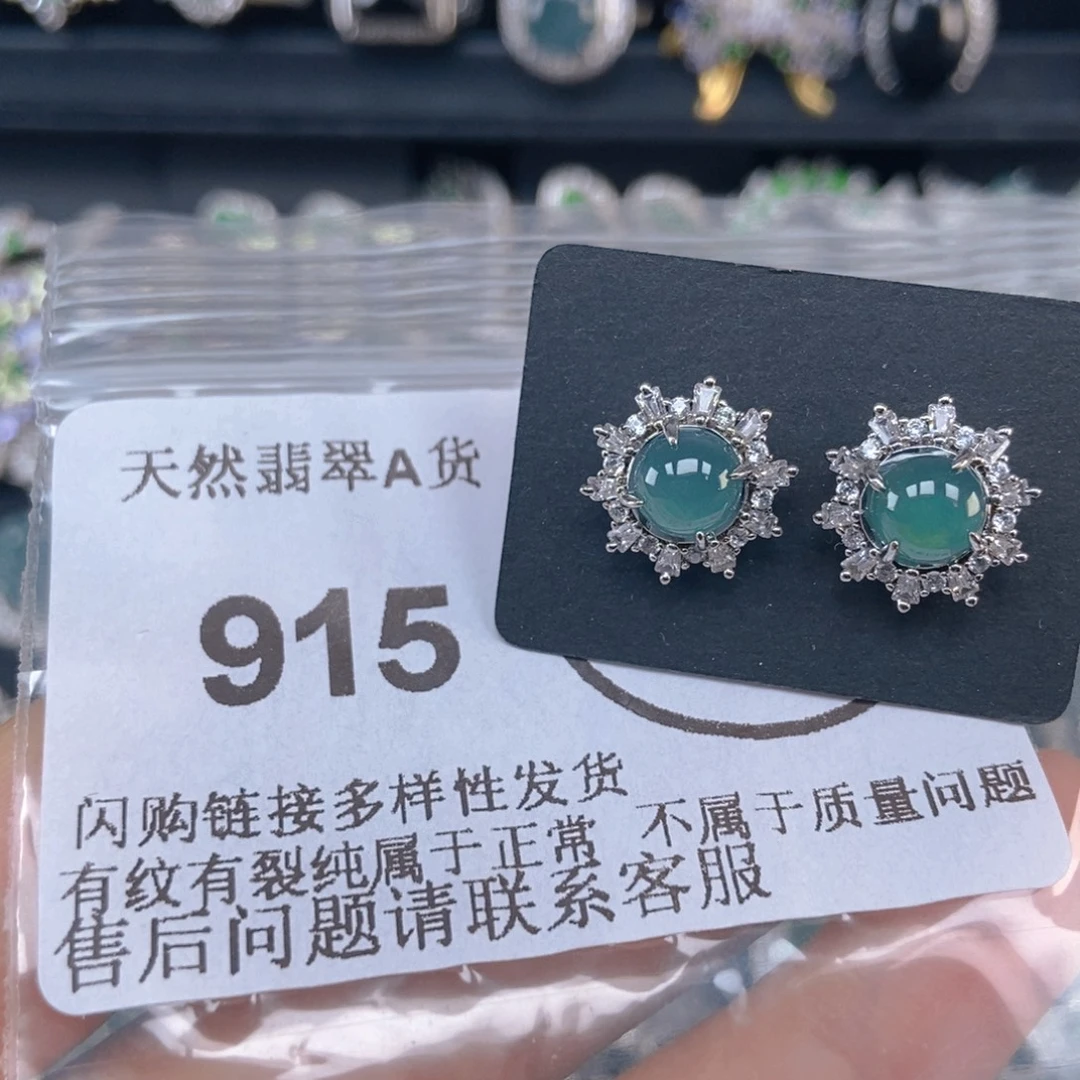 天然翡翠A货
915
闪购链接多样性发货
有纹有裂纯属于正常 不属于质量问题
售后问题请联系客服